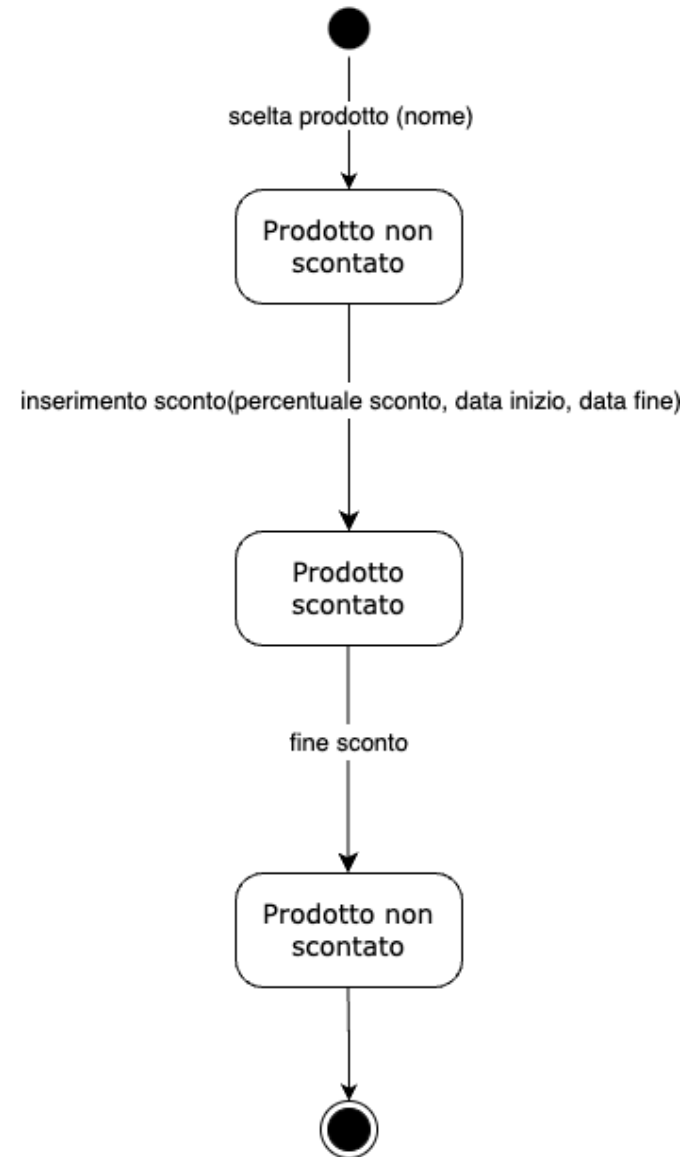 scelta prodotto (nome)
Prodotto non
scontato
inserimento sconto(percentuale sconto, data inizio, data fine)
Prodotto
scontato
fine sconto
Prodotto non
scontato